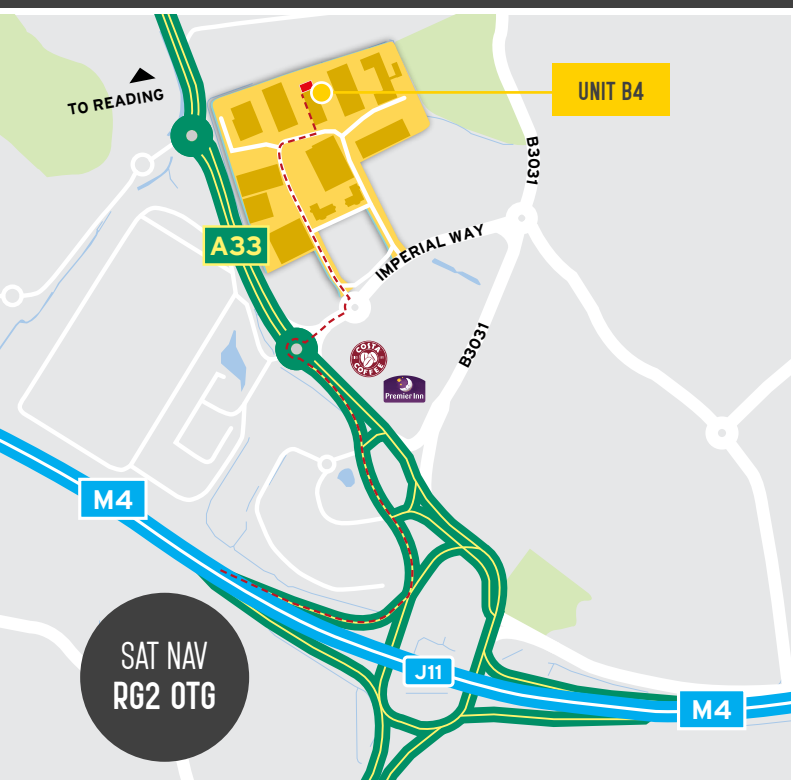 TO READING
UNIT B4
B3031
A33
IMPERIAL WAY
B3031
COSTA
COFFEE
Premier Inn
M4
SAT NAV
RG2 0TG
J11
M4